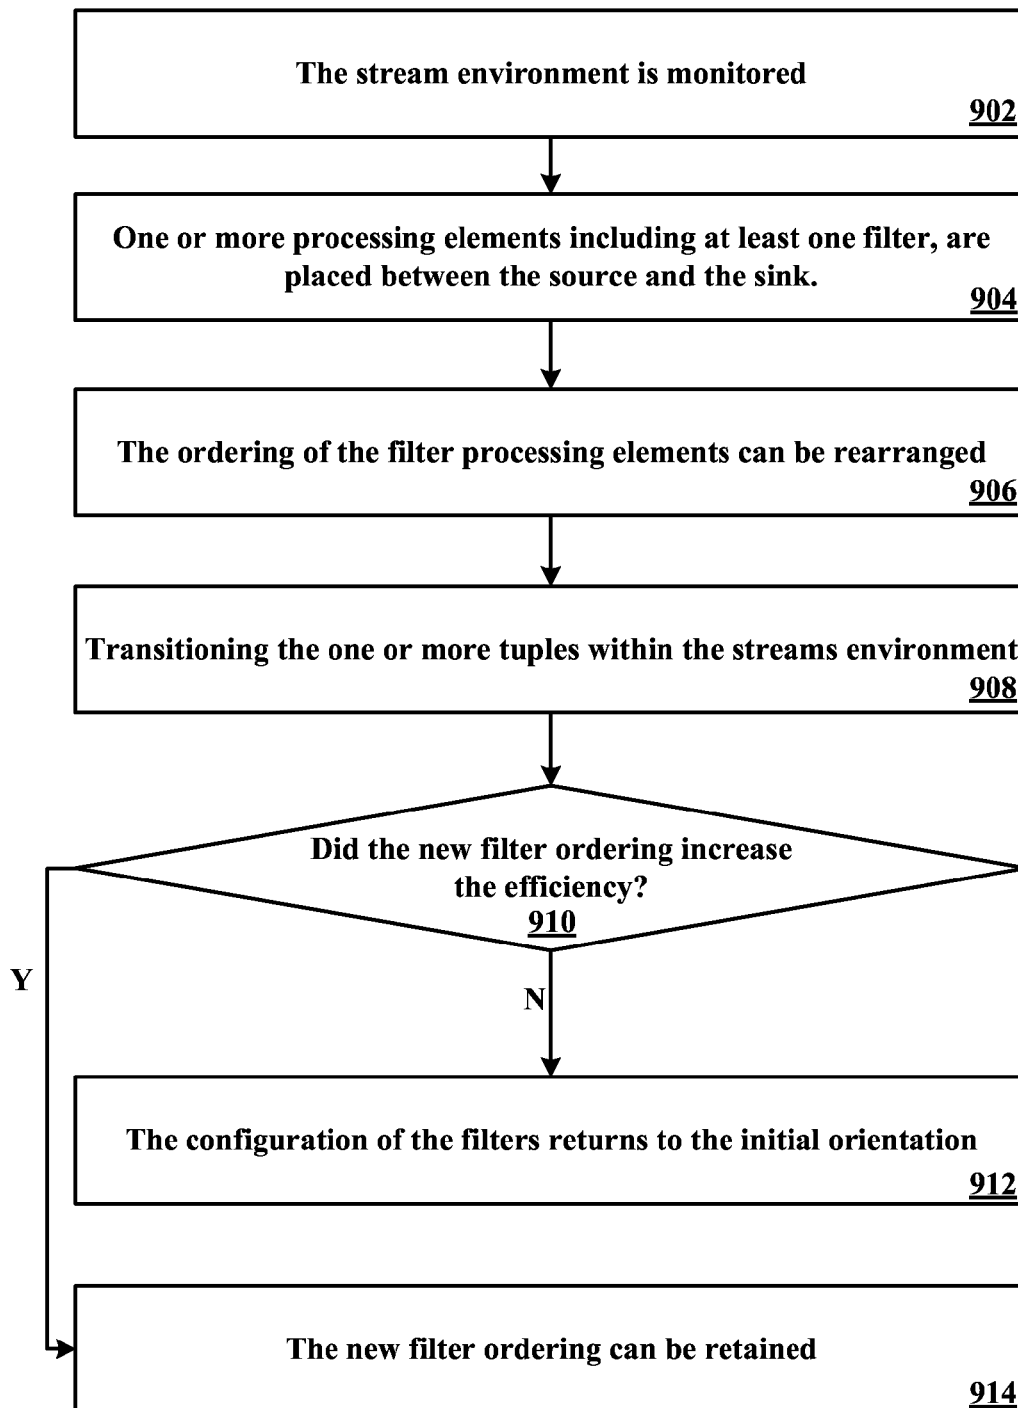 The stream environment is monitored
902
One or more processing elements including at least one filter, are
placed between the source and the sink.
904
The ordering of the filter processing elements can be rearranged
906
Transitioning the one or more tuples within the streams environment
908
Did the new filter ordering increase
the efficiency?
910
Y
N
The configuration of the filters returns to the initial orientation
912
The new filter ordering can be retained
914